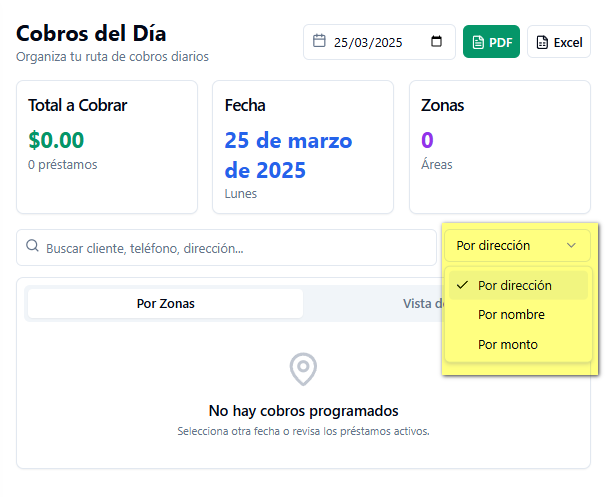 Cobros del Día
Organiza tu ruta de cobros diarios
25/03/2025
PDF
Excel
Total a Cobrar
$0.00
0 préstamos
Fecha
25 de marzo
de 2025
Lunes
Zonas
0
Áreas
Buscar cliente, teléfono, dirección...
Por dirección
Por dirección
Por nombre
Por monto
Por Zonas
Vista
No hay cobros programados
Selecciona otra fecha o revisa los préstamos activos.